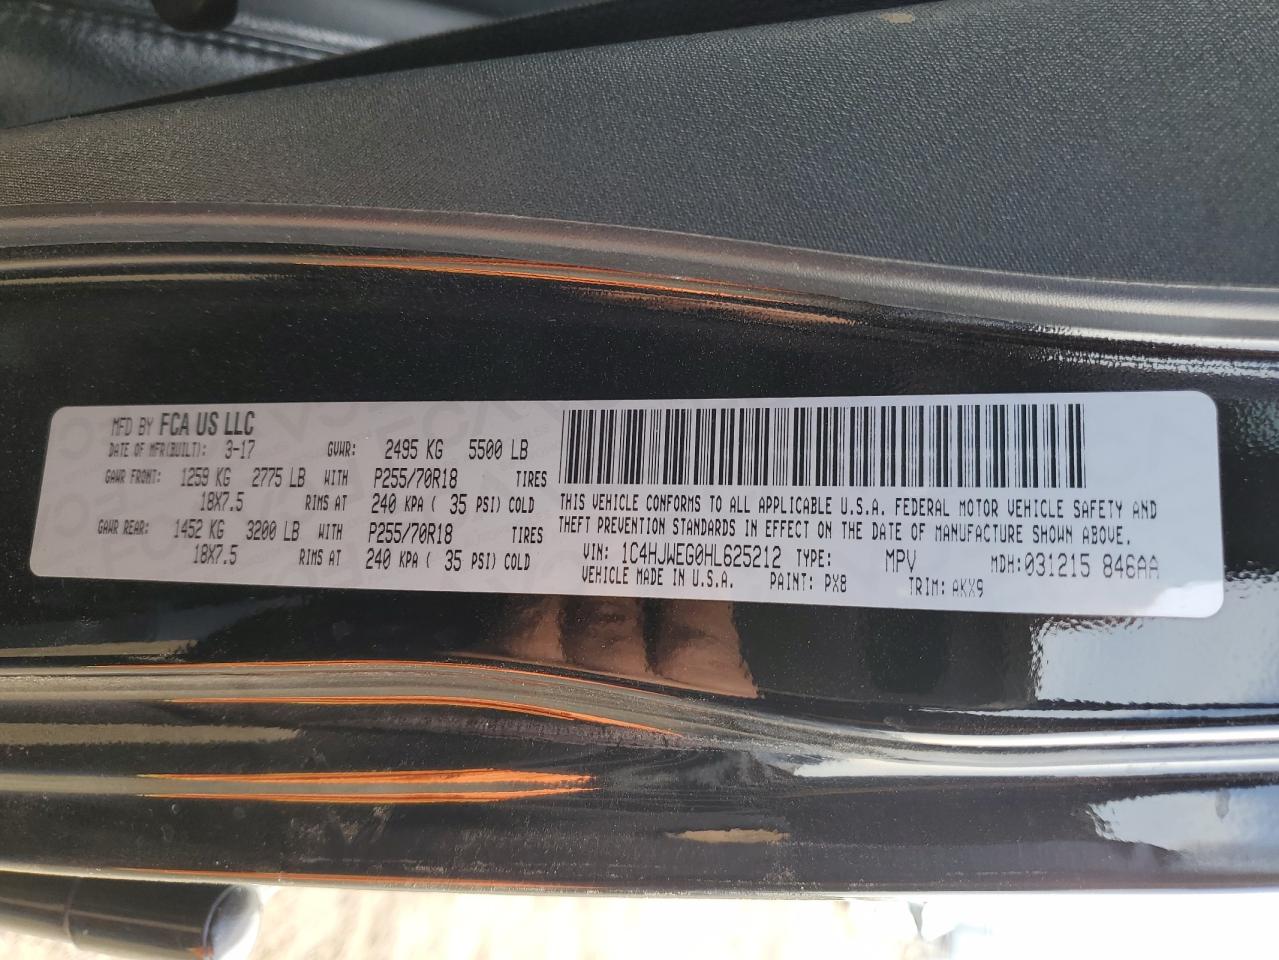 MFD BY FCA US LLC
DATE OF MFR(BUILT): 3-17 GVWR: 2495 KG 5500 LB
GAWR FRONT: 1259 KG 2775 LB WITH P255/70R18 TIRES
18X7.5 RIMS AT 240 KPA ( 35 PSI) COLD
GAWR REAR: 1452 KG 3200 LB WITH P255/70R18 TIRES
18X7.5 RIMS AT 240 KPA ( 35 PSI) COLD
THIS VEHICLE CONFORMS TO ALL APPLICABLE U.S.A. FEDERAL MOTOR VEHICLE SAFETY AND
THEFT PREVENTION STANDARDS IN EFFECT ON THE DATE OF MANUFACTURE SHOWN ABOVE.
VIN: 1C4HJWEG0HL625212 TYPE: MPV MDH:031215 846AA
VEHICLE MADE IN U.S.A. PAINT: PX8 TRIM: AKX9